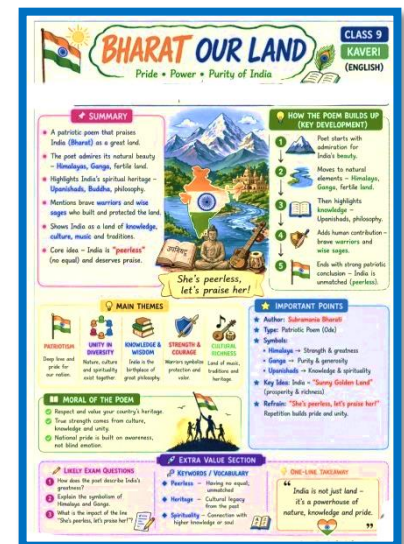 BHARAT OUR LAND
Pride • Power • Purity of India
CLASS 9
KAVERI
(ENGLISH)
SUMMARY
A patriotic poem that praises
India (Bharat) as a great land.
The poet admires its natural beauty
– Himalayas, Ganga, fertile land.
Highlights India's spiritual heritage –
Upanishads, Buddha, philosophy.
Mentions brave warriors and wise
sages who built and protected the land.
Shows India as a land of knowledge,
culture, music and traditions.
Core idea – India is "peerless"
(no equal) and deserves praise.
उपनिषद्
She's peerless,
let's praise her!
HOW THE POEM BUILDS UP
(KEY DEVELOPMENT)
1 Poet starts with
admiration for
India's beauty.
2 Moves to natural
elements – Himalaya,
Ganga, fertile land.
3 Then highlights
knowledge –
Upanishads, philosophy.
4 Adds human contribution –
brave warriors and
wise sages.
5 Ends with strong patriotic
conclusion – India is
unmatched (peerless).
MAIN THEMES
PATRIOTISM
Deep love and
pride for
our nation.
UNITY IN
DIVERSITY
Nature, culture
and spirituality
exist together.
KNOWLEDGE &
WISDOM
India is the
birthplace of
great philosophy.
STRENGTH &
COURAGE
Warriors symbolise
protection and
valor.
CULTURAL
RICHNESS
Land of music,
traditions and
heritage.
IMPORTANT POINTS
Author: Subramania Bharati
Type: Patriotic Poem (Ode)
Symbols:
• Himalaya → Strength & greatness
• Ganga → Purity & generosity
• Upanishads → Knowledge & spirituality
Key Idea: India = "Sunny Golden Land"
(prosperity & richness)
Refrain: "She's peerless, let's praise her!"
Repetition builds pride and unity.
MORAL OF THE POEM
Respect and value your country's heritage.
True strength comes from culture,
knowledge and unity.
National pride is built on awareness,
not blind emotion.
EXTRA VALUE SECTION
LIKELY EXAM QUESTIONS
1 How does the poet describe India's
greatness?
2 Explain the symbolism of
Himalaya and Ganga.
3 What is the impact of the line
"She's peerless, let's praise her!"?
KEYWORDS / VOCABULARY
Peerless – Having no equal;
unmatched
Heritage – Cultural legacy
from the past
Spirituality – Connection with
higher knowledge or soul
ONE-LINE TAKEAWAY
"India is not just land –
it's a powerhouse of
nature, knowledge and pride."